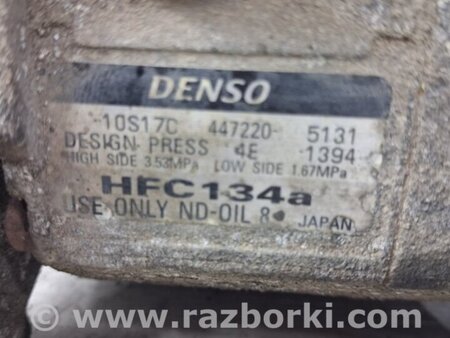 DENSO
10S17C 447220- 5131
DESIGN PRESS 4E 1394
HIGH SIDE 3.53MPa LOW SIDE 1.67MPa
HFC134a
USE ONLY ND-OIL 8 JAPAN
© www.razborki.com